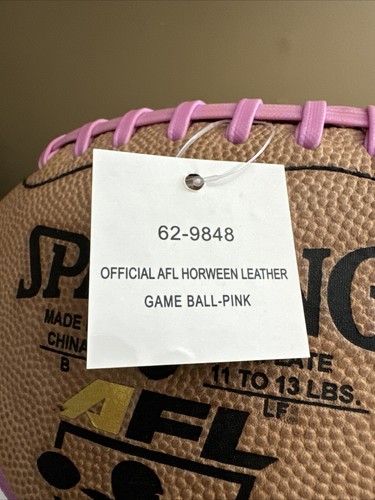 62-9848
OFFICIAL AFL HORWEEN LEATHER
GAME BALL-PINK
MADE
CHINA
B
11 TO 13 LBS.
LF
AFL